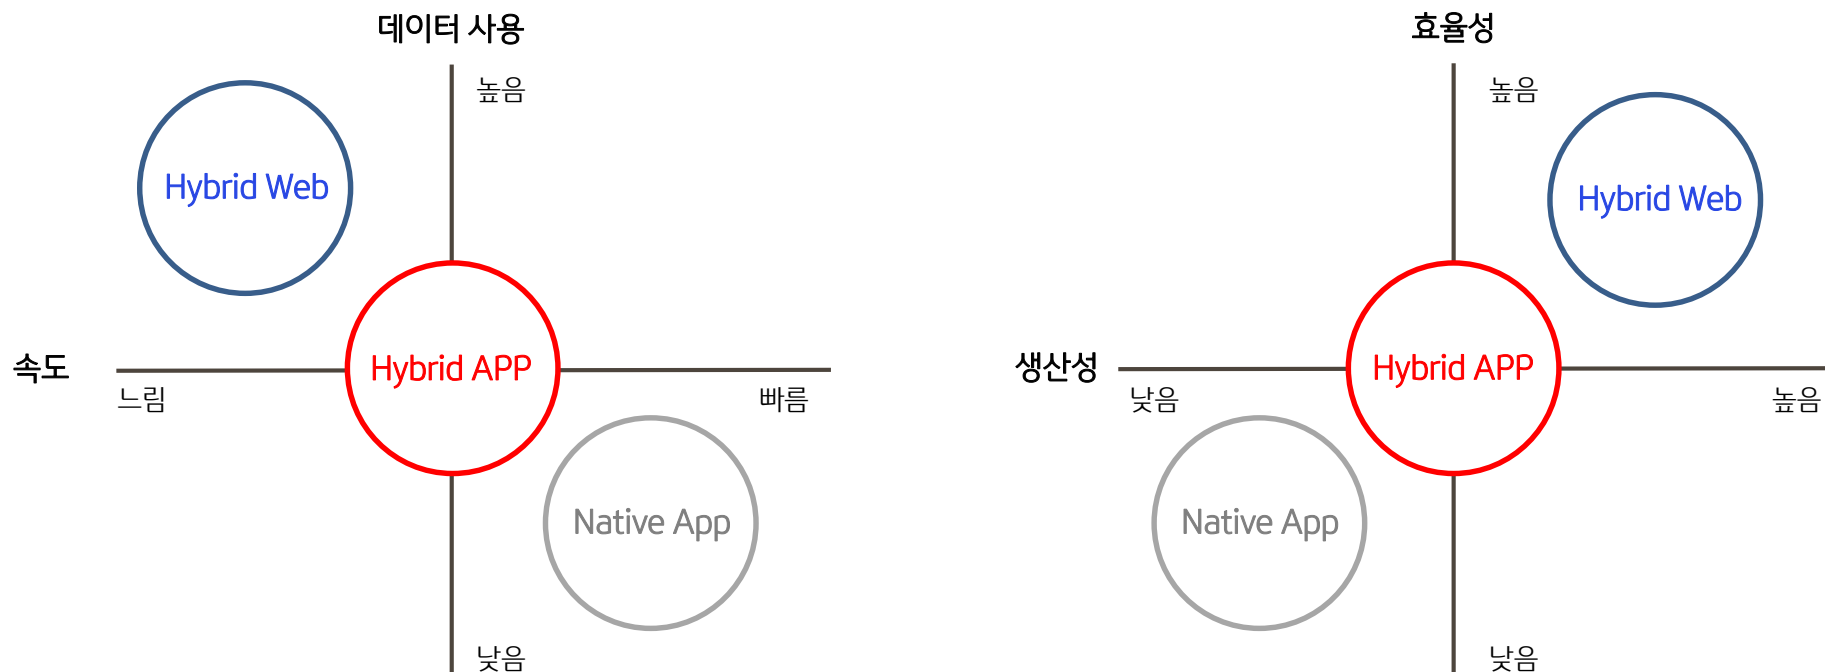 데이터 사용
높음
Hybrid Web
속도
느림
Hybrid APP
빠름
Native App
낮음
효율성
높음
Hybrid Web
생산성
낮음
Hybrid APP
높음
Native App
낮음